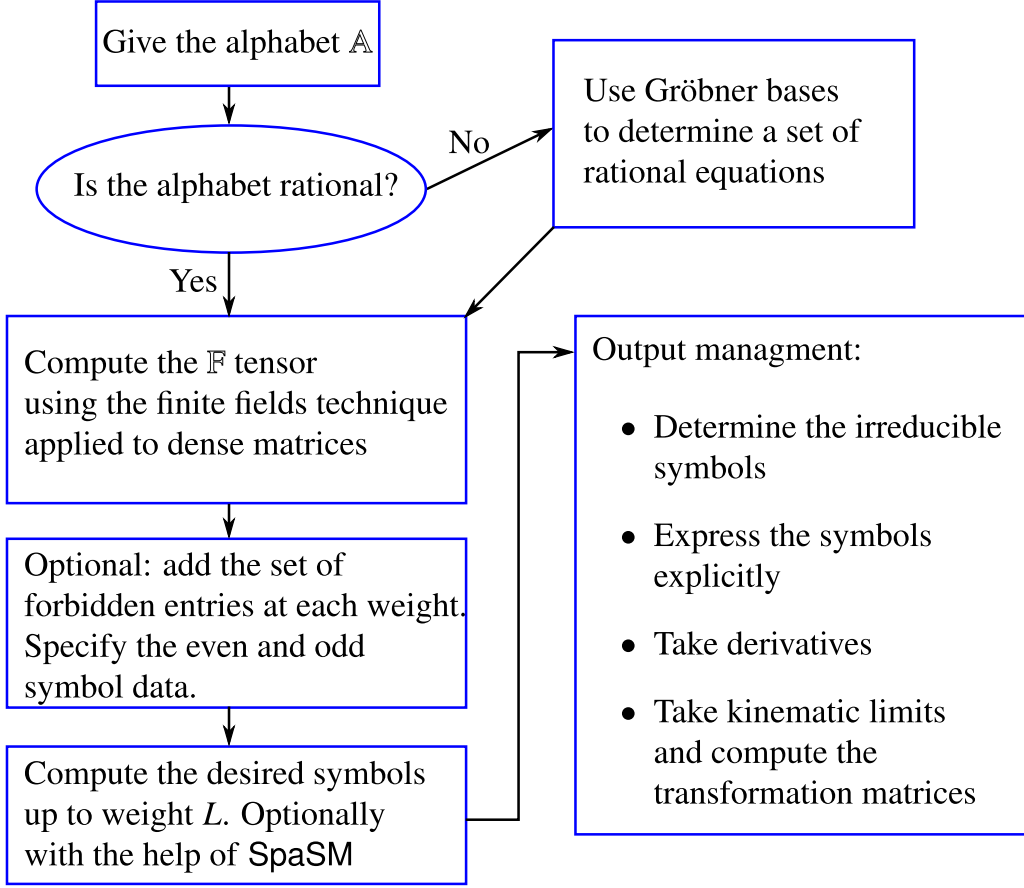 Give the alphabet 𝔸
Is the alphabet rational?
No
Use Gröbner bases
to determine a set of
rational equations
Yes
Compute the 𝔽 tensor
using the finite fields technique
applied to dense matrices
Optional: add the set of
forbidden entries at each weight.
Specify the even and odd
symbol data.
Compute the desired symbols
up to weight L. Optionally
with the help of SpaSM
Output managment:
• Determine the irreducible
symbols
• Express the symbols
explicitly
• Take derivatives
• Take kinematic limits
and compute the
transformation matrices